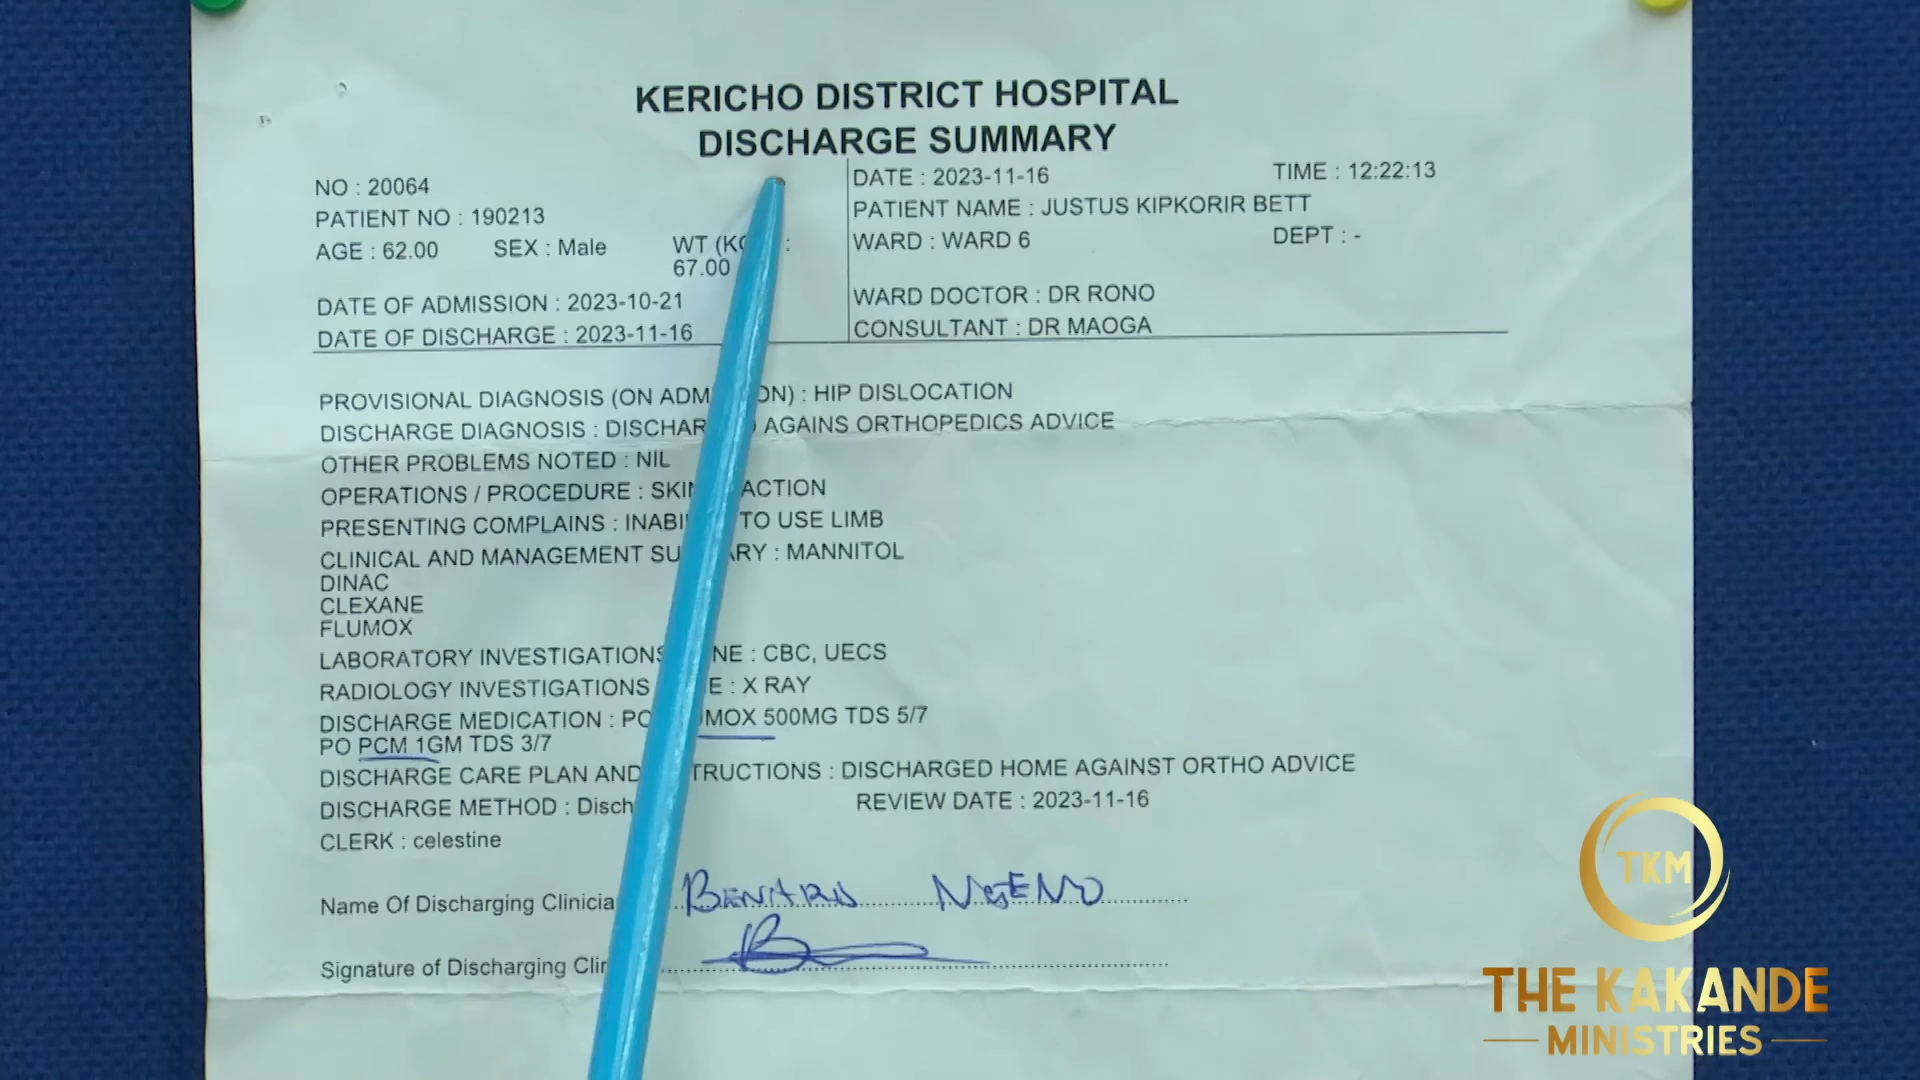 KERICHO DISTRICT HOSPITAL
DISCHARGE SUMMARY
NO : 20064
PATIENT NO : 190213
AGE : 62.00 SEX : Male WT (KG :
67.00
DATE OF ADMISSION : 2023-10-21
DATE OF DISCHARGE : 2023-11-16
DATE : 2023-11-16 TIME : 12:22:13
PATIENT NAME : JUSTUS KIPKORIR BETT
WARD : WARD 6 DEPT : -
WARD DOCTOR : DR RONO
CONSULTANT : DR MAOGA
PROVISIONAL DIAGNOSIS (ON ADM ON) : HIP DISLOCATION
DISCHARGE DIAGNOSIS : DISCHAR AGAINS ORTHOPEDICS ADVICE
OTHER PROBLEMS NOTED : NIL
OPERATIONS / PROCEDURE : SKIN ACTION
PRESENTING COMPLAINS : INABI TO USE LIMB
CLINICAL AND MANAGEMENT SU ARY : MANNITOL
DINAC
CLEXANE
FLUMOX
LABORATORY INVESTIGATIONS NE : CBC, UECS
RADIOLOGY INVESTIGATIONS E : X RAY
DISCHARGE MEDICATION : PO UMOX 500MG TDS 5/7
PO PCM 1GM TDS 3/7
DISCHARGE CARE PLAN AND TRUCTIONS : DISCHARGED HOME AGAINST ORTHO ADVICE
DISCHARGE METHOD : Disch REVIEW DATE : 2023-11-16
CLERK : celestine
Name Of Discharging Clinicia NGENO
Signature of Discharging Clin
TKM
THE KAKANDE
MINISTRIES